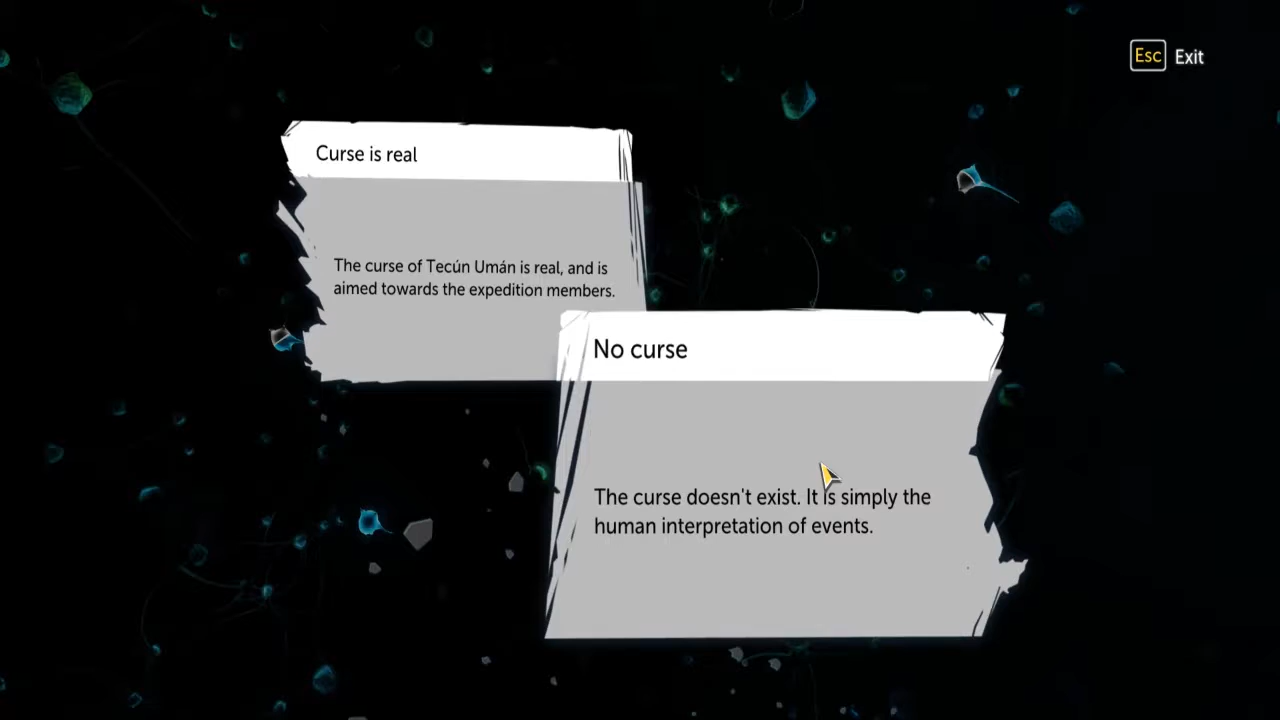 Esc Exit
Curse is real
The curse of Tecún Umán is real, and is
aimed towards the expedition members.
No curse
The curse doesn't exist. It is simply the
human interpretation of events.